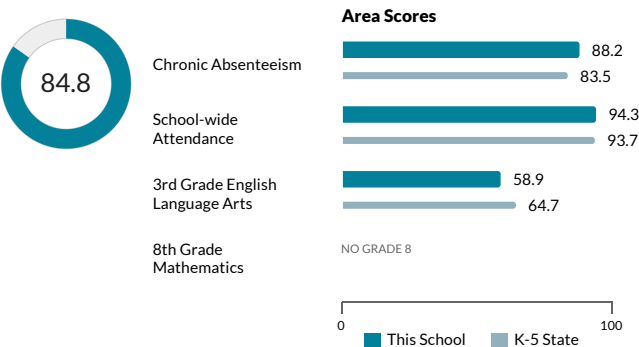 Area Scores
84.8
Chronic Absenteeism
88.2
83.5
School-wide
Attendance
94.3
93.7
3rd Grade English
Language Arts
58.9
64.7
8th Grade
Mathematics
NO GRADE 8
0
100
This School
K-5 State